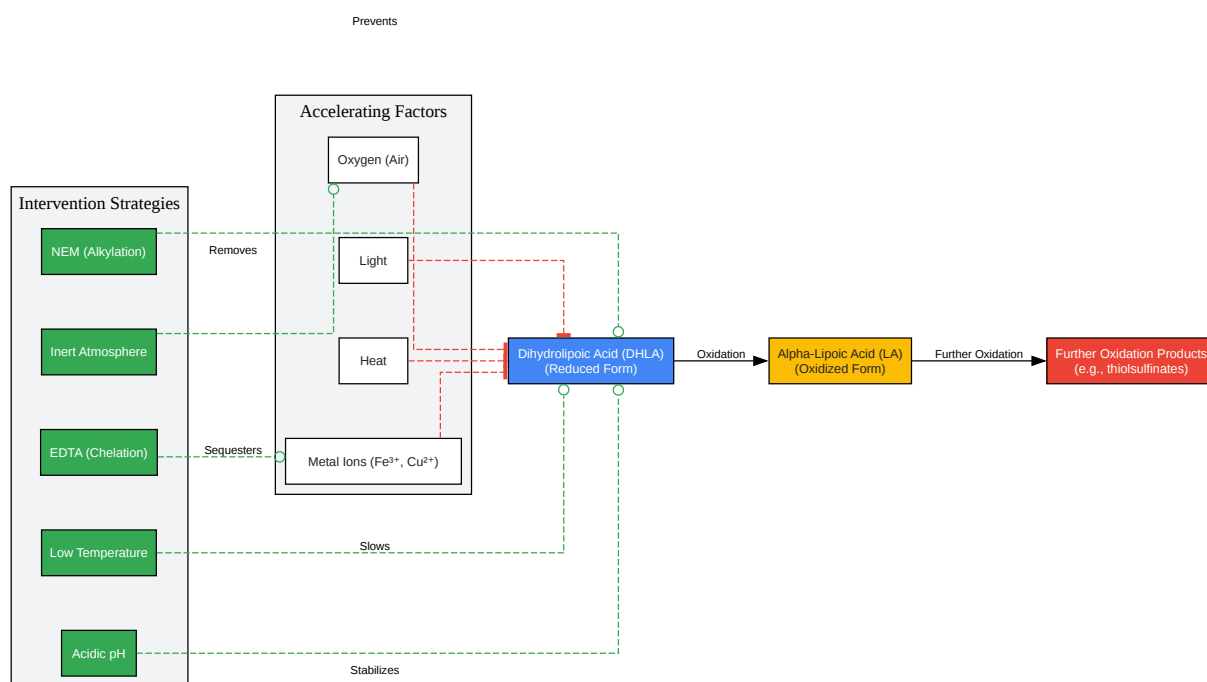 Prevents
Accelerating Factors
Oxygen (Air)
Intervention Strategies
NEM (Alkylation)
Removes
Light
Inert Atmosphere
Heat
Dihydrolipoic Acid (DHLA)
(Reduced Form)
Oxidation
Alpha-Lipoic Acid (LA)
(Oxidized Form)
Further Oxidation
Further Oxidation Products
(e.g., thiolsulfinates)
EDTA (Chelation)
Sequesters
Metal Ions (Fe³⁺, Cu²⁺)
Low Temperature
Slows
Acidic pH
Stabilizes